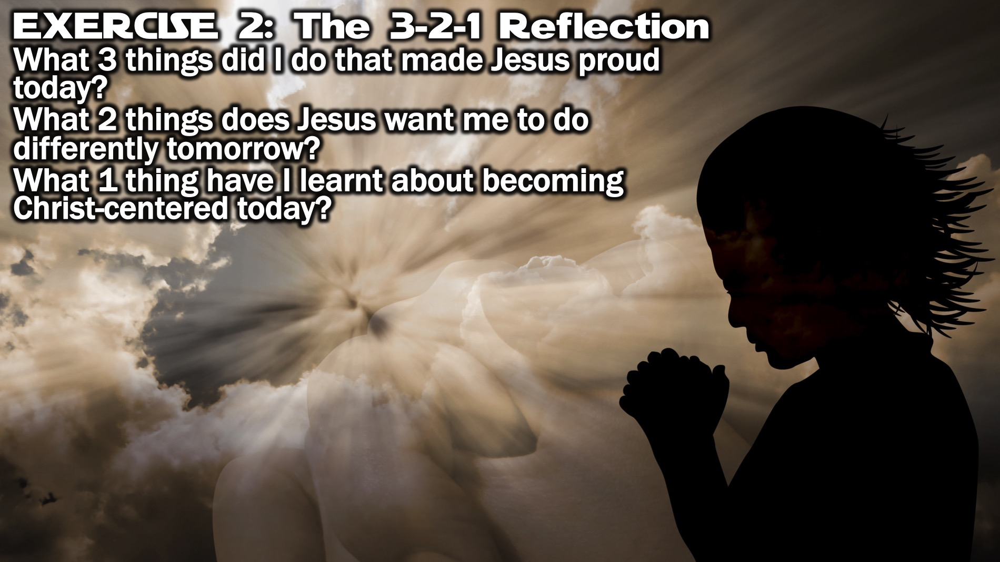 EXERCISE 2: The 3-2-1 Reflection
What 3 things did I do that made Jesus proud
today?
What 2 things does Jesus want me to do
differently tomorrow?
What 1 thing have I learnt about becoming
Christ-centered today?